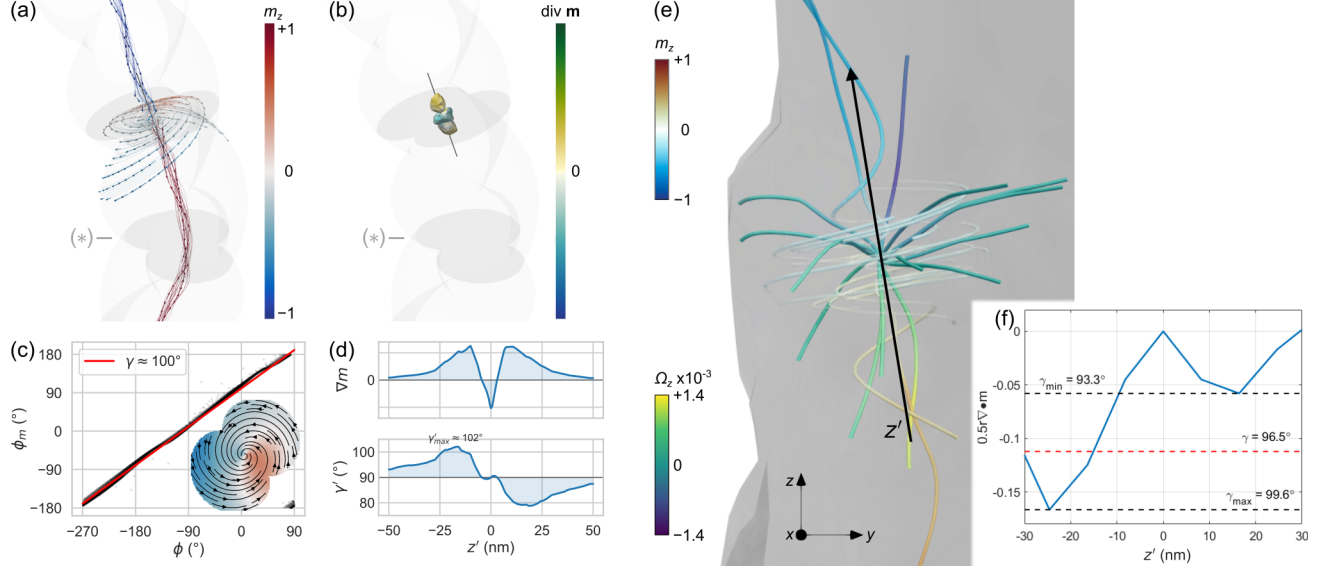 (a)
m_z
+1
0
−1
(∗)
(b)
div m
0
(∗)
(c)
γ ≈ 100°
180
90
0
−90
−180
ϕ_m (°)
−270
−180
−90
0
90
ϕ (°)
(d)
∇m
0
γ'max ≈ 102°
γ' (°)
100
90
80
−50
−25
0
25
50
z' (nm)
(e)
m_z
+1
0
−1
Ω_z x10⁻³
+1.4
0
−1.4
z'
z
x
y
(f)
0.5r∇•m
0
-0.05
-0.1
-0.15
γmin = 93.3°
γ = 96.5°
γmax = 99.6°
-30
-20
-10
0
10
20
30
z' (nm)